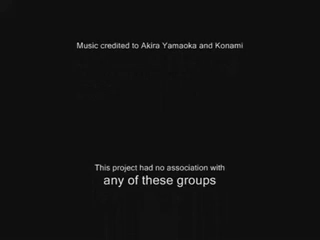 Music credited to Akira Yamaoka and Konami
This project had no association with
any of these groups